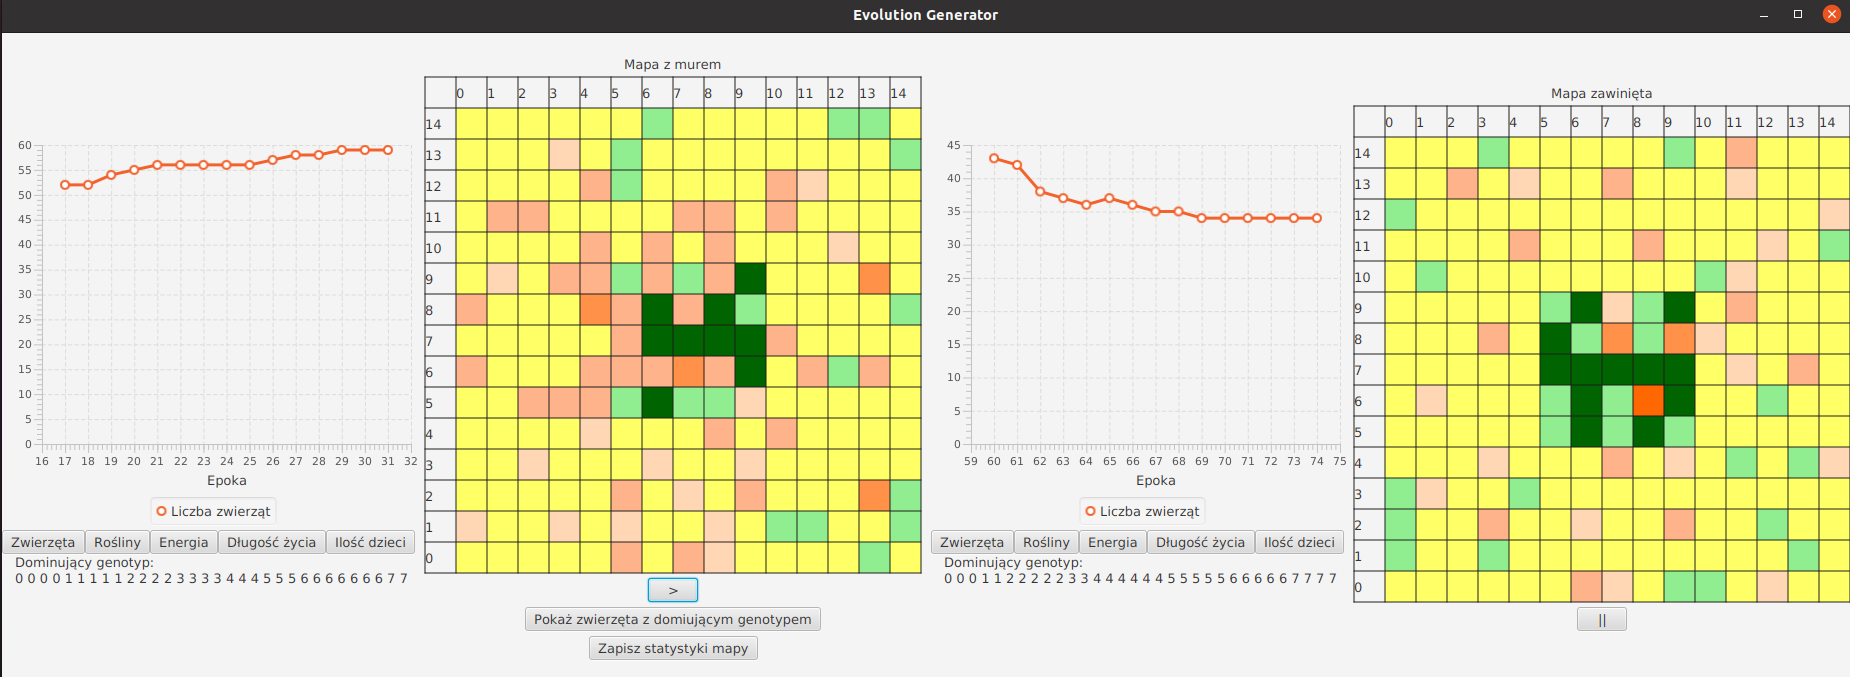 Evolution Generator
60
55
50
45
40
35
30
25
20
15
10
5
0
16 17 18 19 20 21 22 23 24 25 26 27 28 29 30 31 32
Epoka
Liczba zwierząt
Zwierzęta Rośliny Energia Długość życia Ilość dzieci
Dominujący genotyp:
0 0 0 0 1 1 1 1 1 2 2 2 2 3 3 3 3 4 4 4 5 5 5 6 6 6 6 6 6 6 7 7
Mapa z murem
0 1 2 3 4 5 6 7 8 9 10 11 12 13 14
14
13
12
11
10
9
8
7
6
5
4
3
2
1
0
>
Pokaż zwierzęta z domiującym genotypem
Zapisz statystyki mapy
45
40
35
30
25
20
15
10
5
0
59 60 61 62 63 64 65 66 67 68 69 70 71 72 73 74 75
Epoka
Liczba zwierząt
Zwierzęta Rośliny Energia Długość życia Ilość dzieci
Dominujący genotyp:
0 0 0 1 1 2 2 2 2 2 3 3 4 4 4 4 4 4 5 5 5 5 5 6 6 6 6 6 7 7 7 7
Mapa zawinięta
0 1 2 3 4 5 6 7 8 9 10 11 12 13 14
14
13
12
11
10
9
8
7
6
5
4
3
2
1
0
||